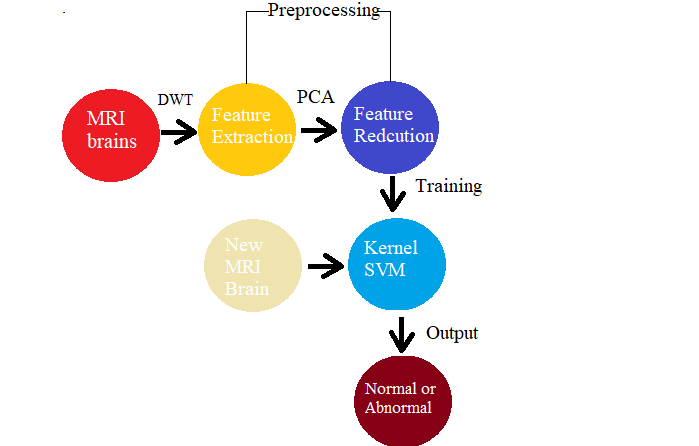 Preprocessing
MRI
brains
DWT
Feature
Extraction
PCA
Feature
Redcution
Training
New
MRI
Brain
Kernel
SVM
Output
Normal or
Abnormal